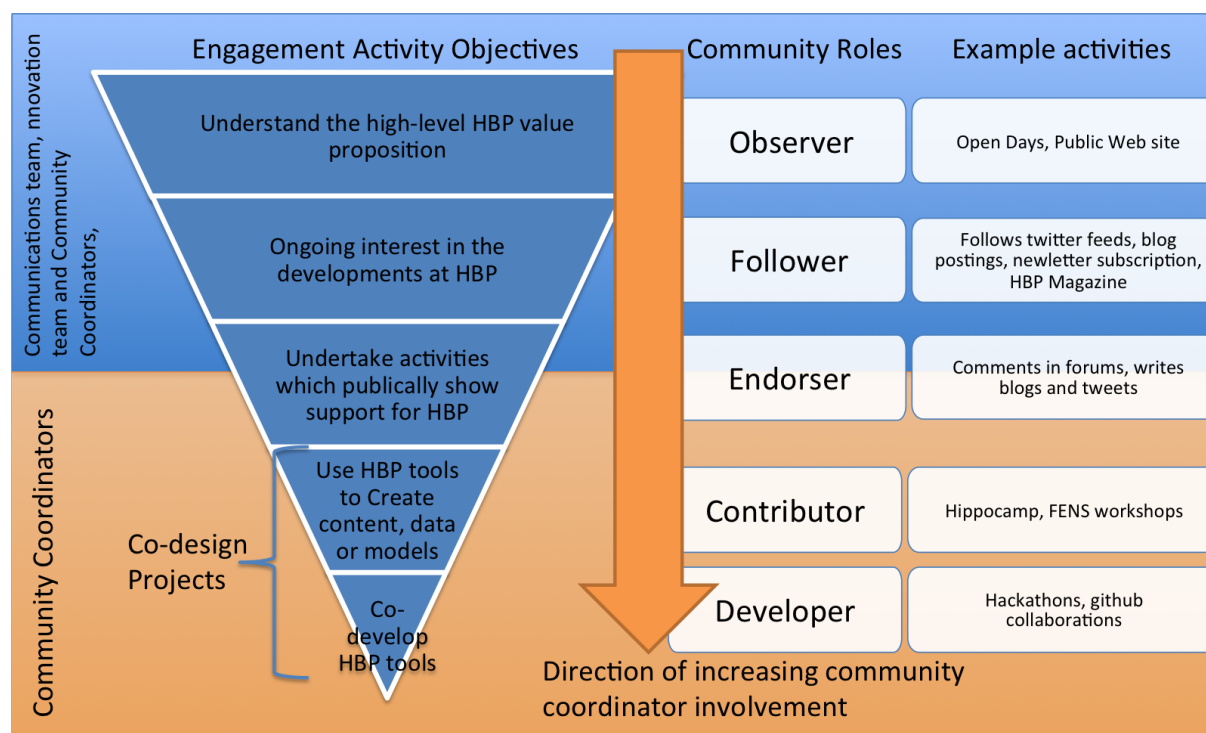 Engagement Activity Objectives
Community Roles
Example activities
Communications team, nnovation
team and Community
Coordinators,
Understand the high-level HBP value
proposition
Observer
Open Days, Public Web site
Ongoing interest in the
developments at HBP
Follower
Follows twitter feeds, blog
postings, newletter subscription,
HBP Magazine
Undertake activities
which publically show
support for HBP
Endorser
Comments in forums, writes
blogs and tweets
Community Coordinators
Co-design
Projects
Use HBP tools
to Create
content, data
or models
Contributor
Hippocamp, FENS workshops
Co-
develop
HBP tools
Developer
Hackathons, github
collaborations
Direction of increasing community
coordinator involvement